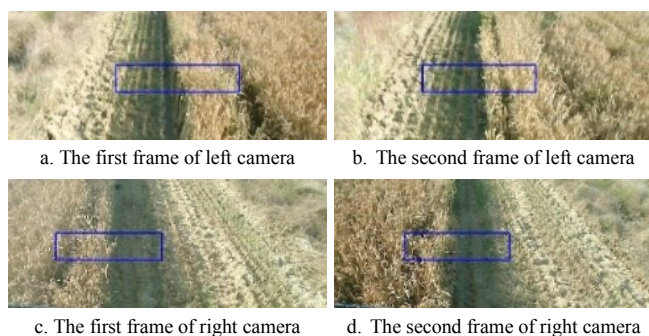 a. The first frame of left camera
b. The second frame of left camera
c. The first frame of right camera
d. The second frame of right camera